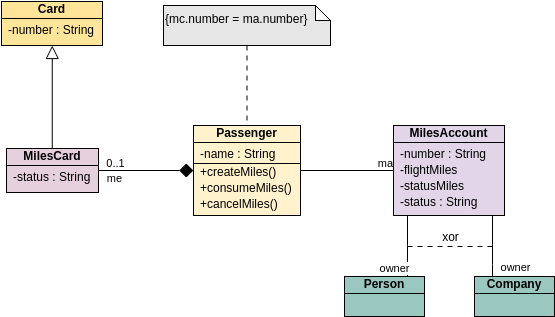 Card
-number : String
{mc.number = ma.number}
MilesCard
-status : String
0..1
me
Passenger
-name : String
+createMiles()
+consumeMiles()
+cancelMiles()
ma
MilesAccount
-number : String
-flightMiles
-statusMiles
-status : String
xor
owner
owner
Person
Company